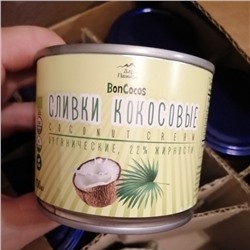 BONCOCOS
СЛИВКИ КОКОСОВЫЕ
COCONUT CREAM
ОРГАНИЧЕСКИЕ, 22% ЖИРНОСТИ